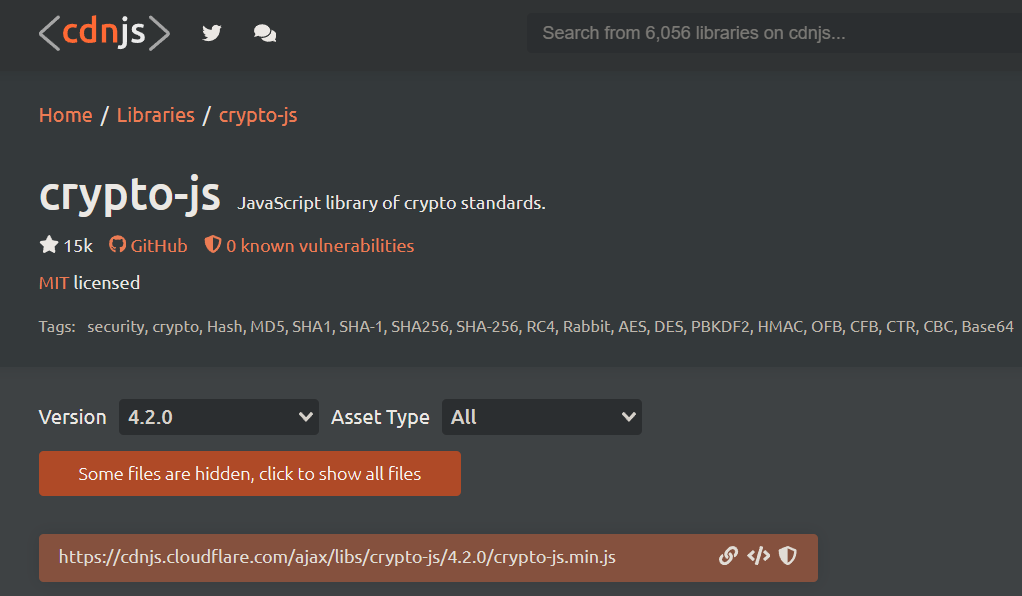 <cdnjs>
Search from 6,056 libraries on cdnjs...
Home / Libraries / crypto-js
crypto-js JavaScript library of crypto standards.
15k GitHub 0 known vulnerabilities
MIT licensed
Tags: security, crypto, Hash, MD5, SHA1, SHA-1, SHA256, SHA-256, RC4, Rabbit, AES, DES, PBKDF2, HMAC, OFB, CFB, CTR, CBC, Base64
Version 4.2.0 Asset Type All
Some files are hidden, click to show all files
https://cdnjs.cloudflare.com/ajax/libs/crypto-js/4.2.0/crypto-js.min.js